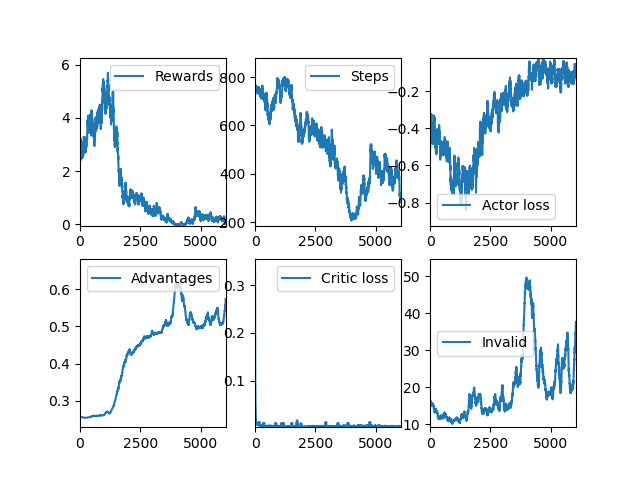 Rewards
6
4
2
0
0 2500 5000
Steps
800
600
400
200
0 2500 5000
Actor loss
−0.2
−0.4
−0.6
−0.8
0 2500 5000
Advantages
0.6
0.5
0.4
0.3
0 2500 5000
Critic loss
0.3
0.2
0.1
0 2500 5000
Invalid
50
40
30
20
10
0 2500 5000